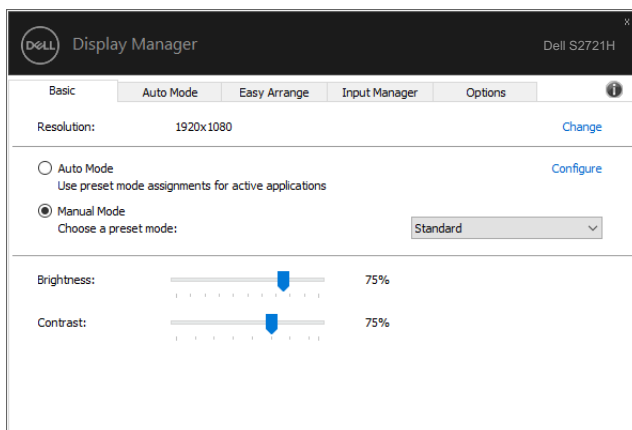 x
DELL Display Manager Dell S2721H
Basic Auto Mode Easy Arrange Input Manager Options i
Resolution: 1920x1080 Change
Auto Mode Configure
Use preset mode assignments for active applications
Manual Mode
Choose a preset mode: Standard
Brightness: 75%
Contrast: 75%